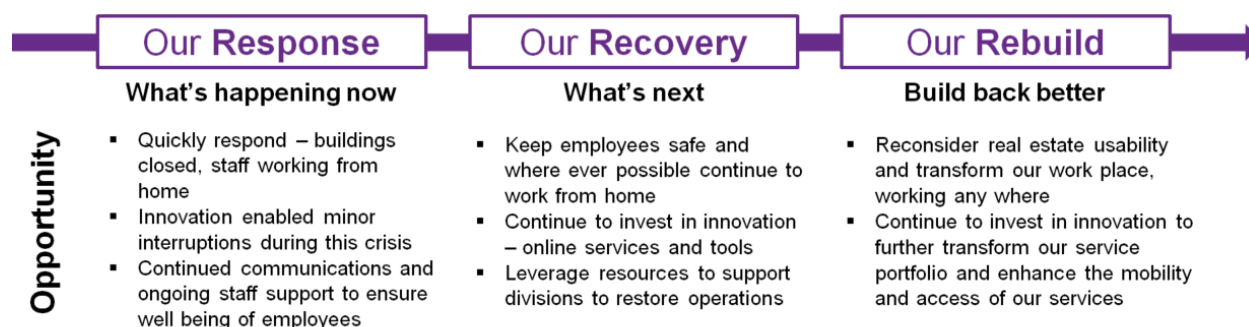 Our Response
Our Recovery
Our Rebuild
What's happening now
What's next
Build back better
Opportunity
▪ Quickly respond – buildings
closed, staff working from
home
▪ Innovation enabled minor
interruptions during this crisis
▪ Continued communications and
ongoing staff support to ensure
well being of employees
▪ Keep employees safe and
where ever possible continue to
work from home
▪ Continue to invest in innovation
– online services and tools
▪ Leverage resources to support
divisions to restore operations
▪ Reconsider real estate usability
and transform our work place,
working any where
▪ Continue to invest in innovation to
further transform our service
portfolio and enhance the mobility
and access of our services